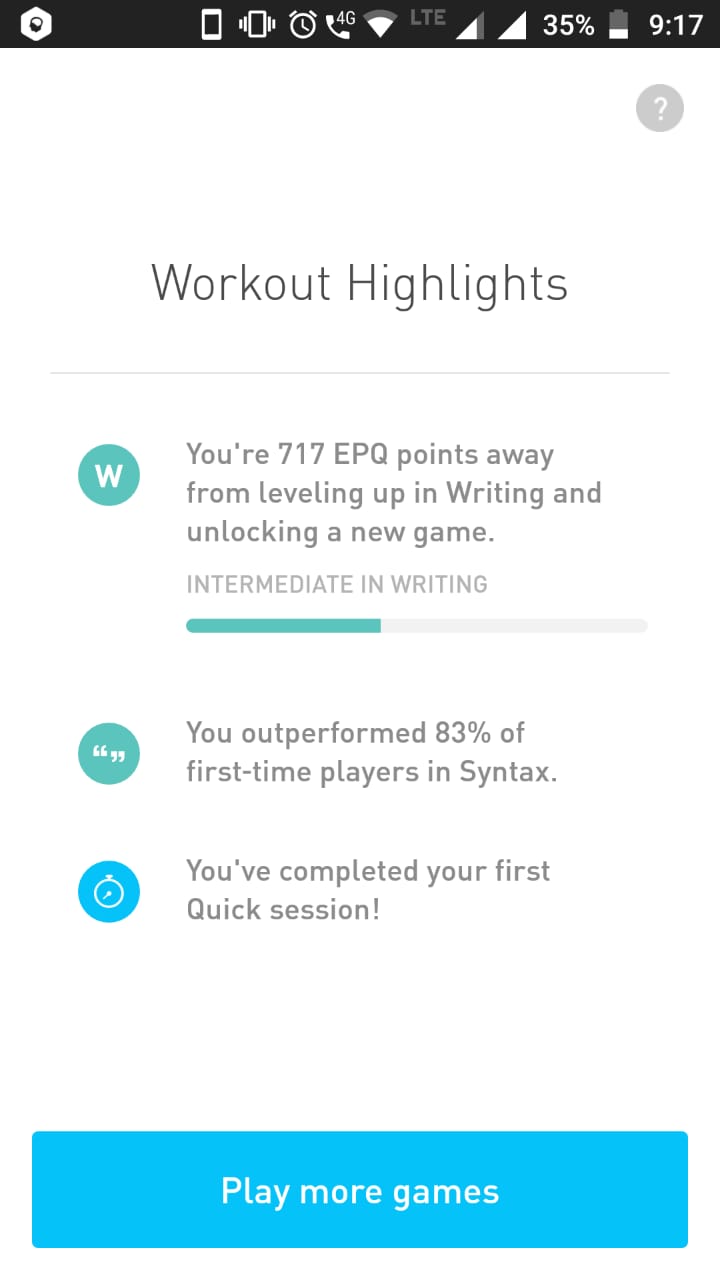 4G LTE 35% 9:17
?
Workout Highlights
W
You're 717 EPQ points away
from leveling up in Writing and
unlocking a new game.
INTERMEDIATE IN WRITING
“„
You outperformed 83% of
first-time players in Syntax.
You've completed your first
Quick session!
Play more games